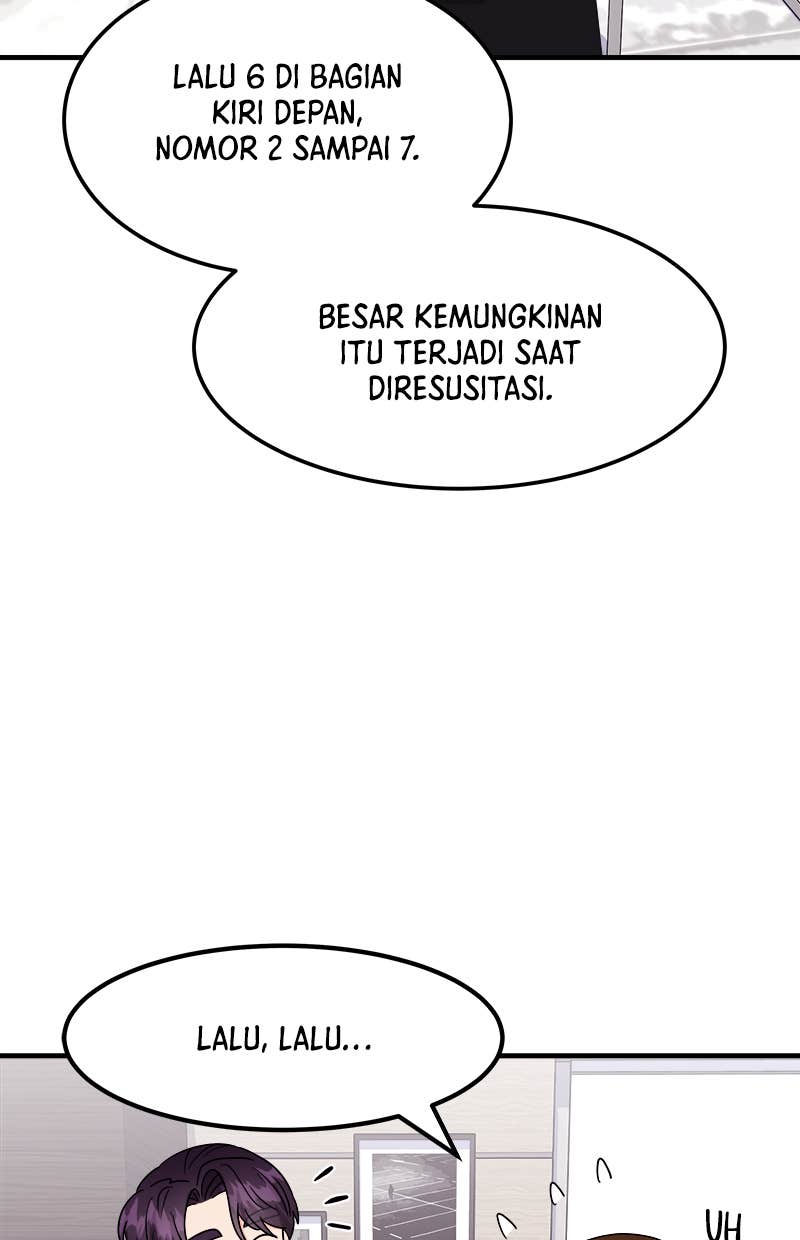 LALU 6 DI BAGIAN
KIRI DEPAN,
NOMOR 2 SAMPAI 7.
BESAR KEMUNGKINAN
ITU TERJADI SAAT
DIRESUSITASI.
LALU, LALU...
UH